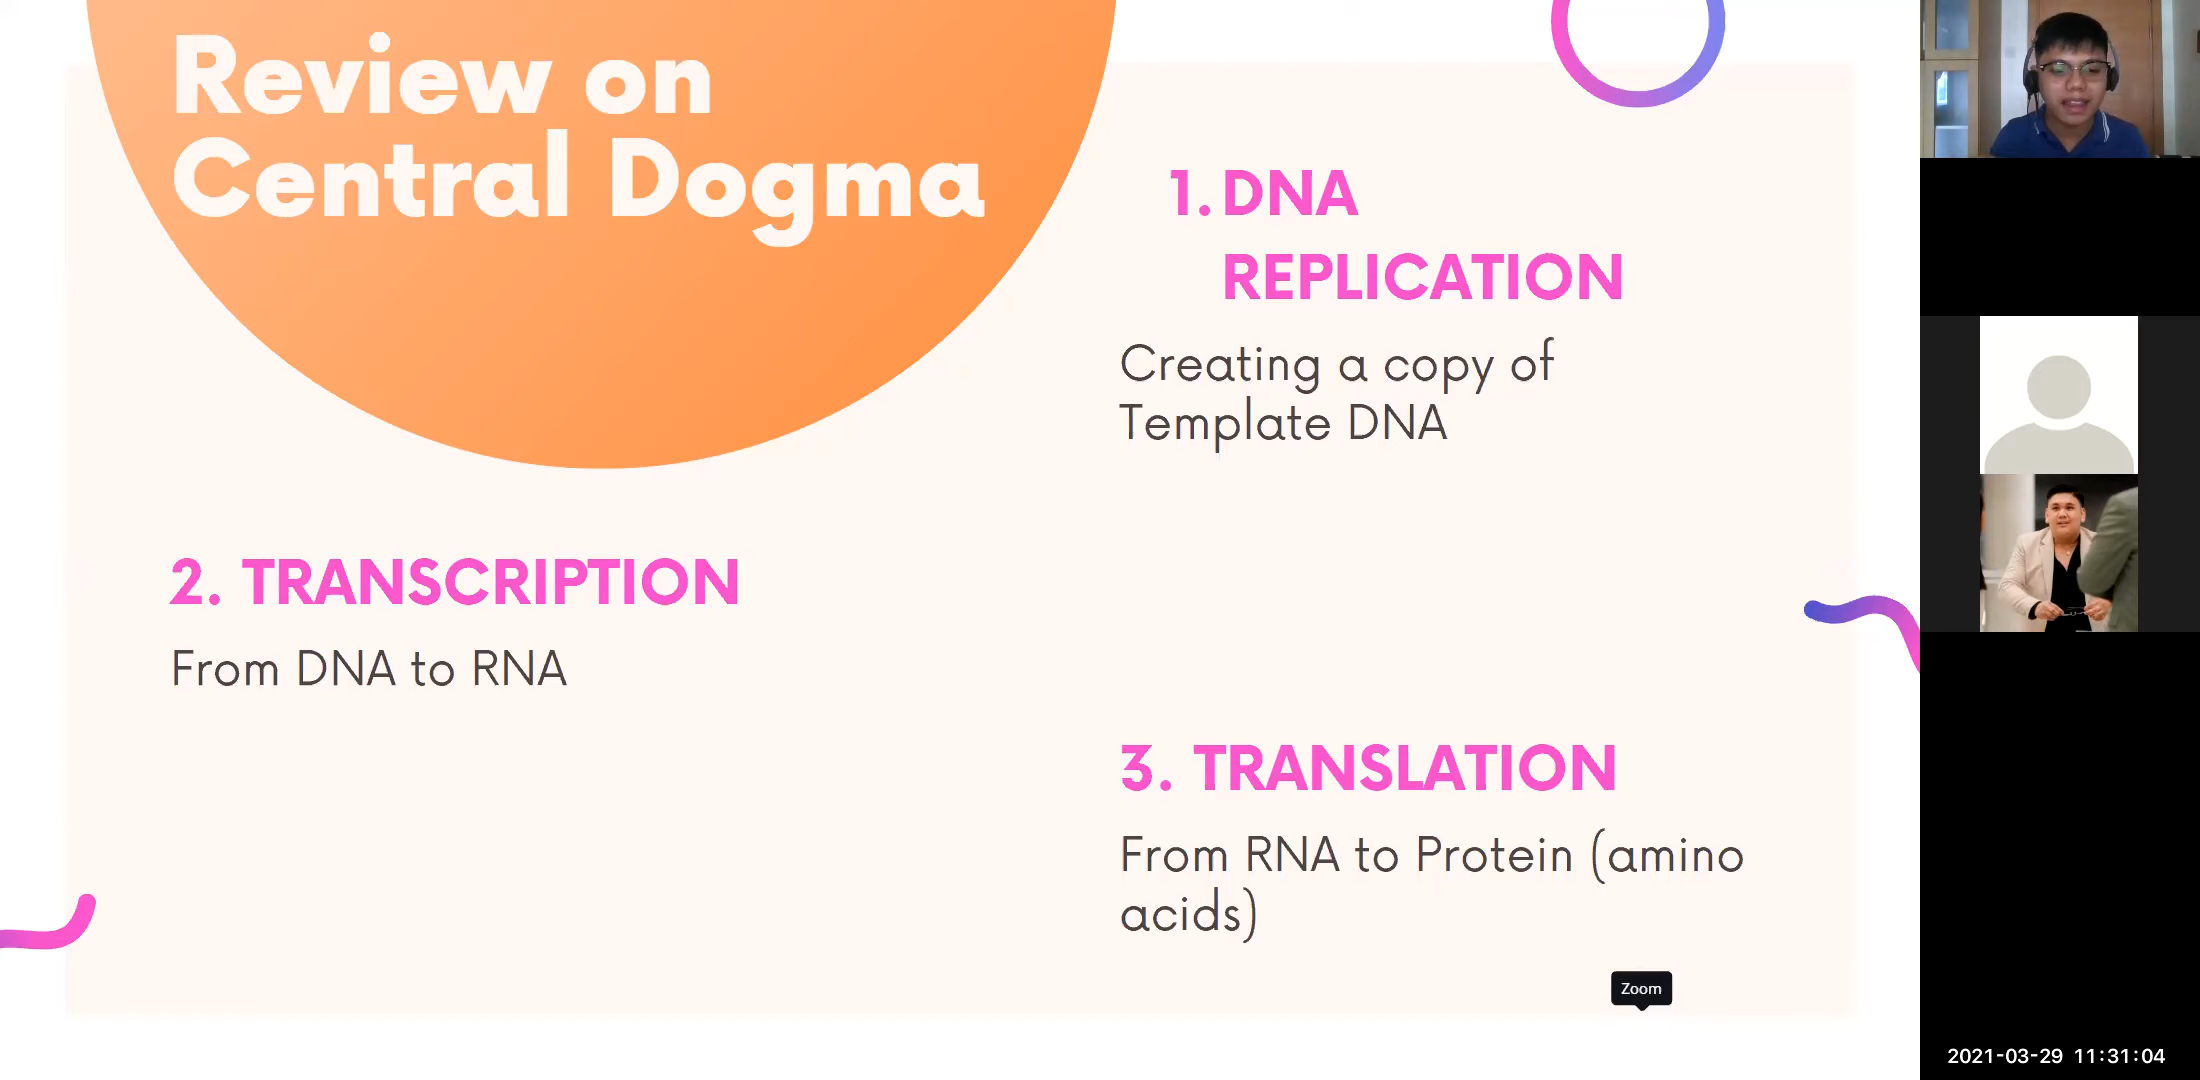 Review on
Central Dogma
1. DNA
REPLICATION
Creating a copy of
Template DNA
2. TRANSCRIPTION
From DNA to RNA
3. TRANSLATION
From RNA to Protein (amino
acids)
Zoom
2021-03-29 11:31:04